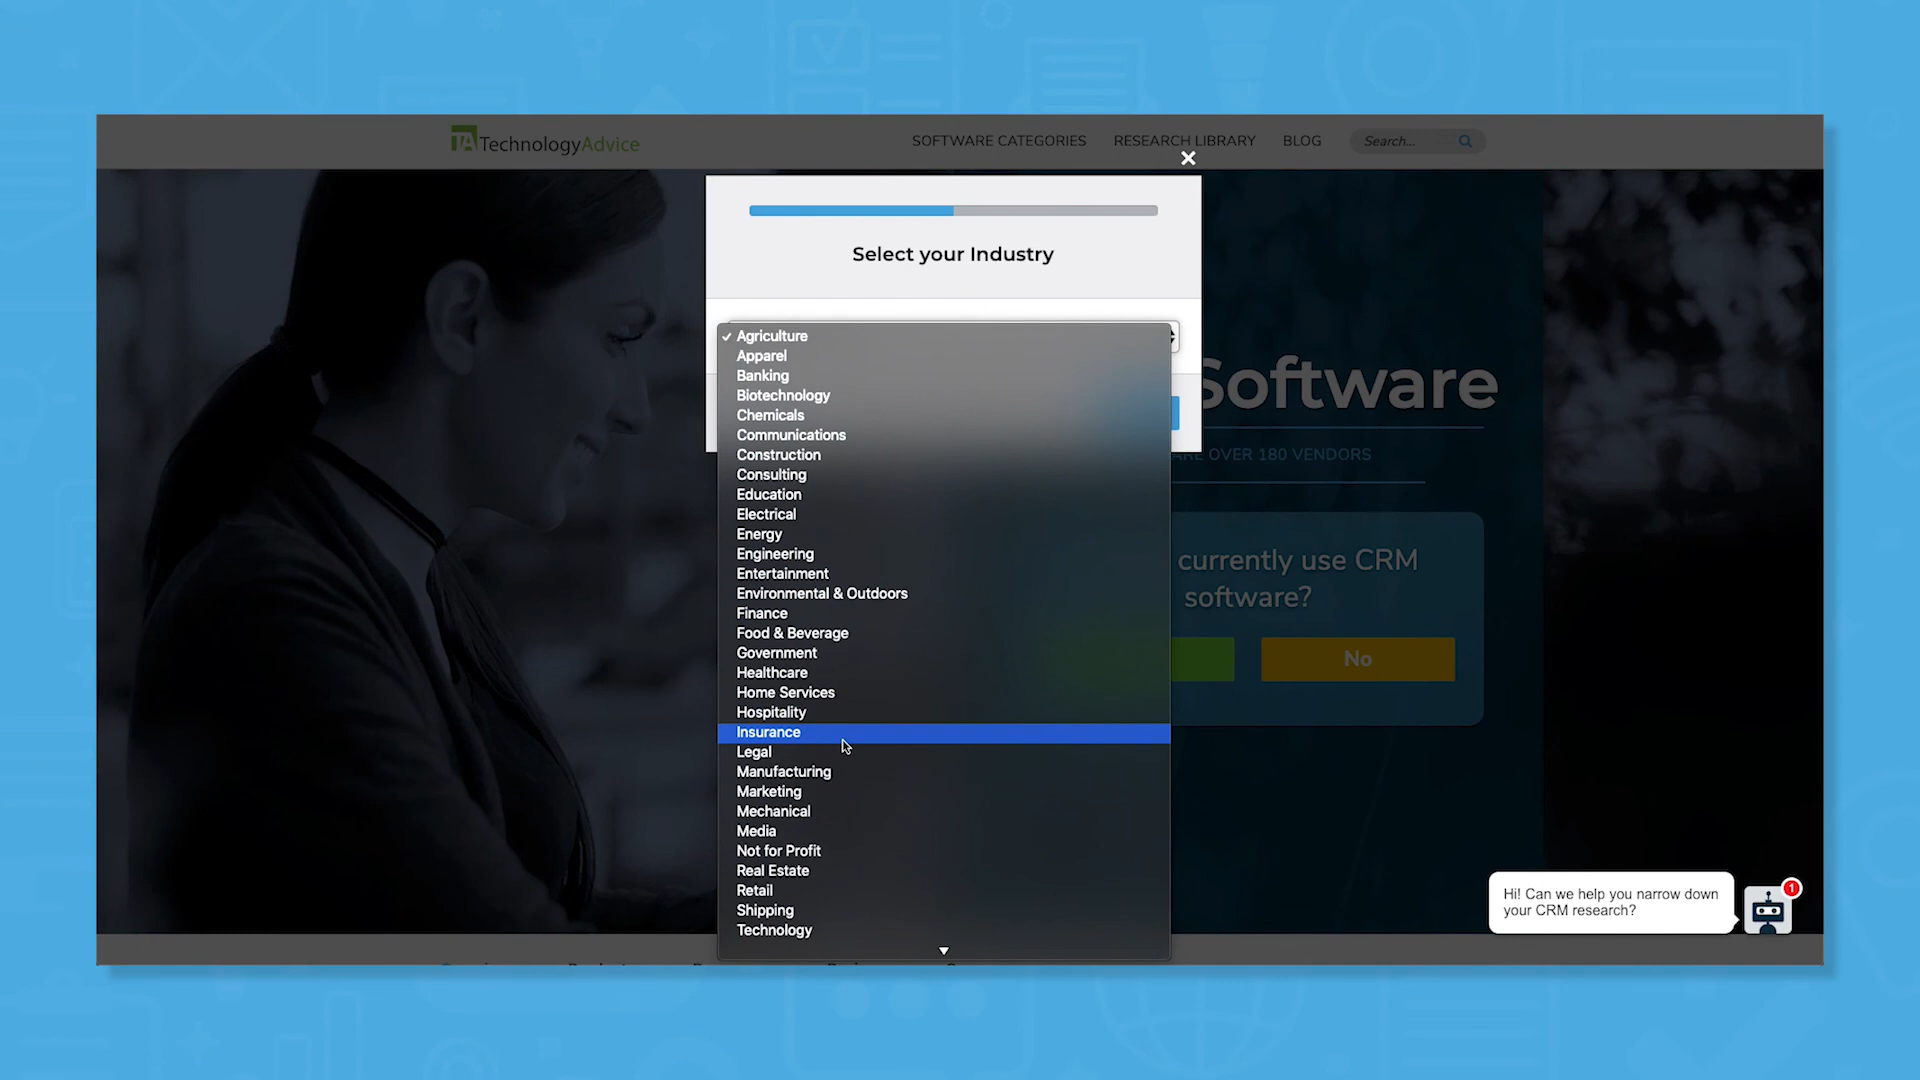 TA TechnologyAdvice
SOFTWARE CATEGORIES
RESEARCH LIBRARY
BLOG
Search...
Select your Industry
✓ Agriculture
Apparel
Banking
Biotechnology
Chemicals
Communications
Construction
Consulting
Education
Electrical
Energy
Engineering
Entertainment
Environmental & Outdoors
Finance
Food & Beverage
Government
Healthcare
Home Services
Hospitality
Insurance
Legal
Manufacturing
Marketing
Mechanical
Media
Not for Profit
Real Estate
Retail
Shipping
Technology
Software
OVER 180 VENDORS
currently use CRM
software?
No
Hi! Can we help you narrow down
your CRM research?
1